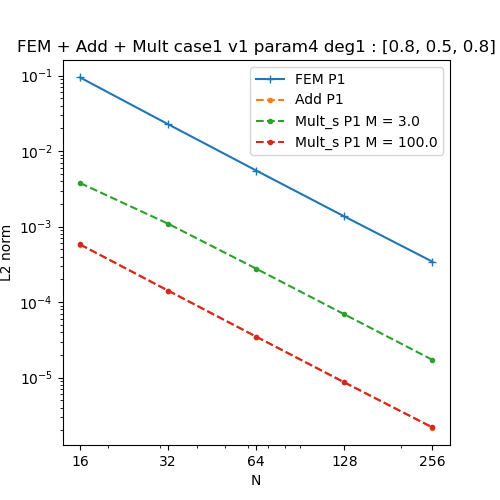 FEM + Add + Mult case1 v1 param4 deg1 : [0.8, 0.5, 0.8]
FEM P1
Add P1
Mult_s P1 M = 3.0
Mult_s P1 M = 100.0
L2 norm
10⁻¹
10⁻²
10⁻³
10⁻⁴
10⁻⁵
16 32 64 128 256
N